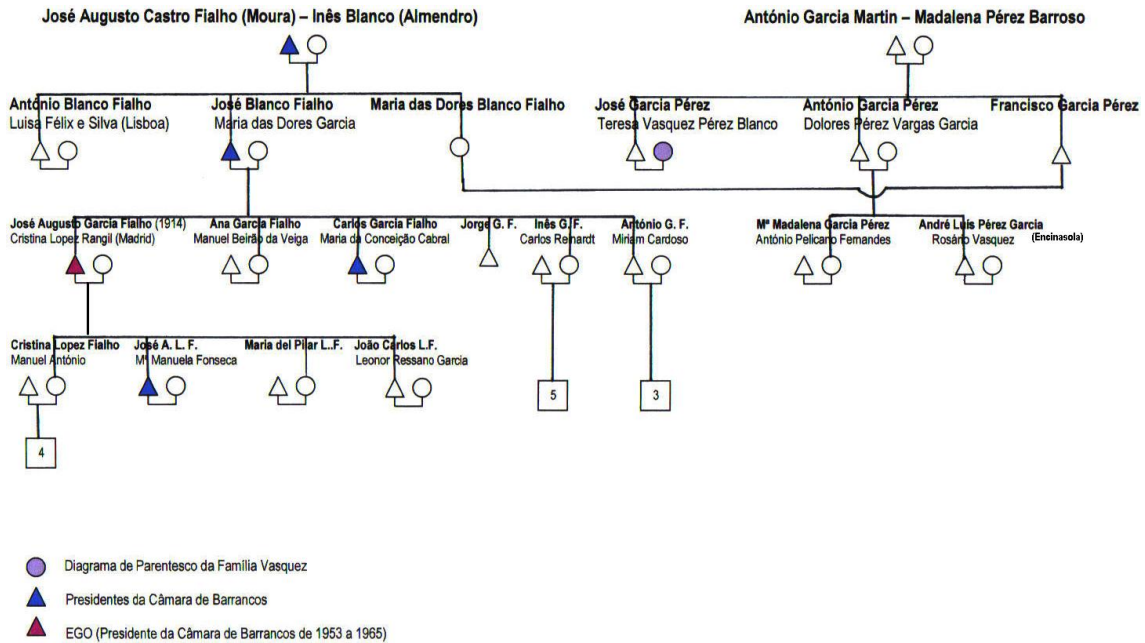 José Augusto Castro Fialho (Moura) – Inês Blanco (Almendro)
António Garcia Martin – Madalena Pérez Barroso
António Blanco Fialho
Luisa Félix e Silva (Lisboa)
José Blanco Fialho
Maria das Dores Garcia
Maria das Dores Blanco Fialho
José Garcia Pérez
Teresa Vasquez Pérez Blanco
António Garcia Pérez
Dolores Pérez Vargas Garcia
Francisco Garcia Pérez
José Augusto Garcia Fialho (1914)
Cristina Lopez Rangil (Madrid)
Ana Garcia Fialho
Manuel Beirão da Veiga
Carlos Garcia Fialho
Maria da Conceição Cabral
Jorge G. F.
Inês G. F.
Carlos Reinardt
António G. F.
Miriam Cardoso
Mª Madalena Garcia Pérez
António Pelicano Fernandes
André Luís Pérez Garcia
Rosário Vasquez
(Encinasola)
Cristina Lopez Fialho
Manuel António
José A. L. F.
Mª Manuela Fonseca
Maria del Pilar L..F.
João Carlos L.F.
Leonor Ressano Garcia
5
3
4
Diagrama de Parentesco da Família Vasquez
Presidentes da Câmara de Barrancos
EGO (Presidente da Câmara de Barrancos de 1953 a 1965)